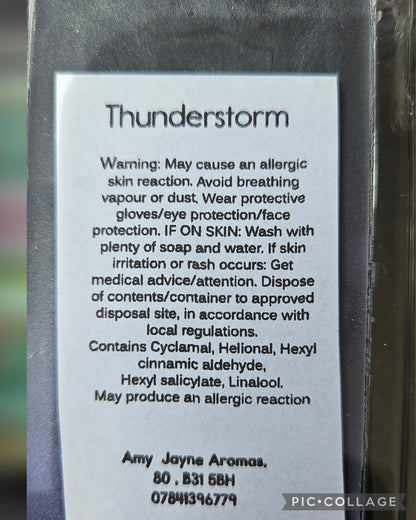 Thunderstorm
Warning: May cause an allergic
skin reaction. Avoid breathing
vapour or dust. Wear protective
gloves/eye protection/face
protection. IF ON SKIN: Wash with
plenty of soap and water. If skin
irritation or rash occurs: Get
medical advice/attention. Dispose
of contents/container to approved
disposal site, in accordance with
local regulations.
Contains Cyclamal, Helional, Hexyl
cinnamic aldehyde,
Hexyl salicylate, Linalool.
May produce an allergic reaction
Amy Jayne Aromas.
80 , B31 5BH
07841396779
PIC•COLLAGE